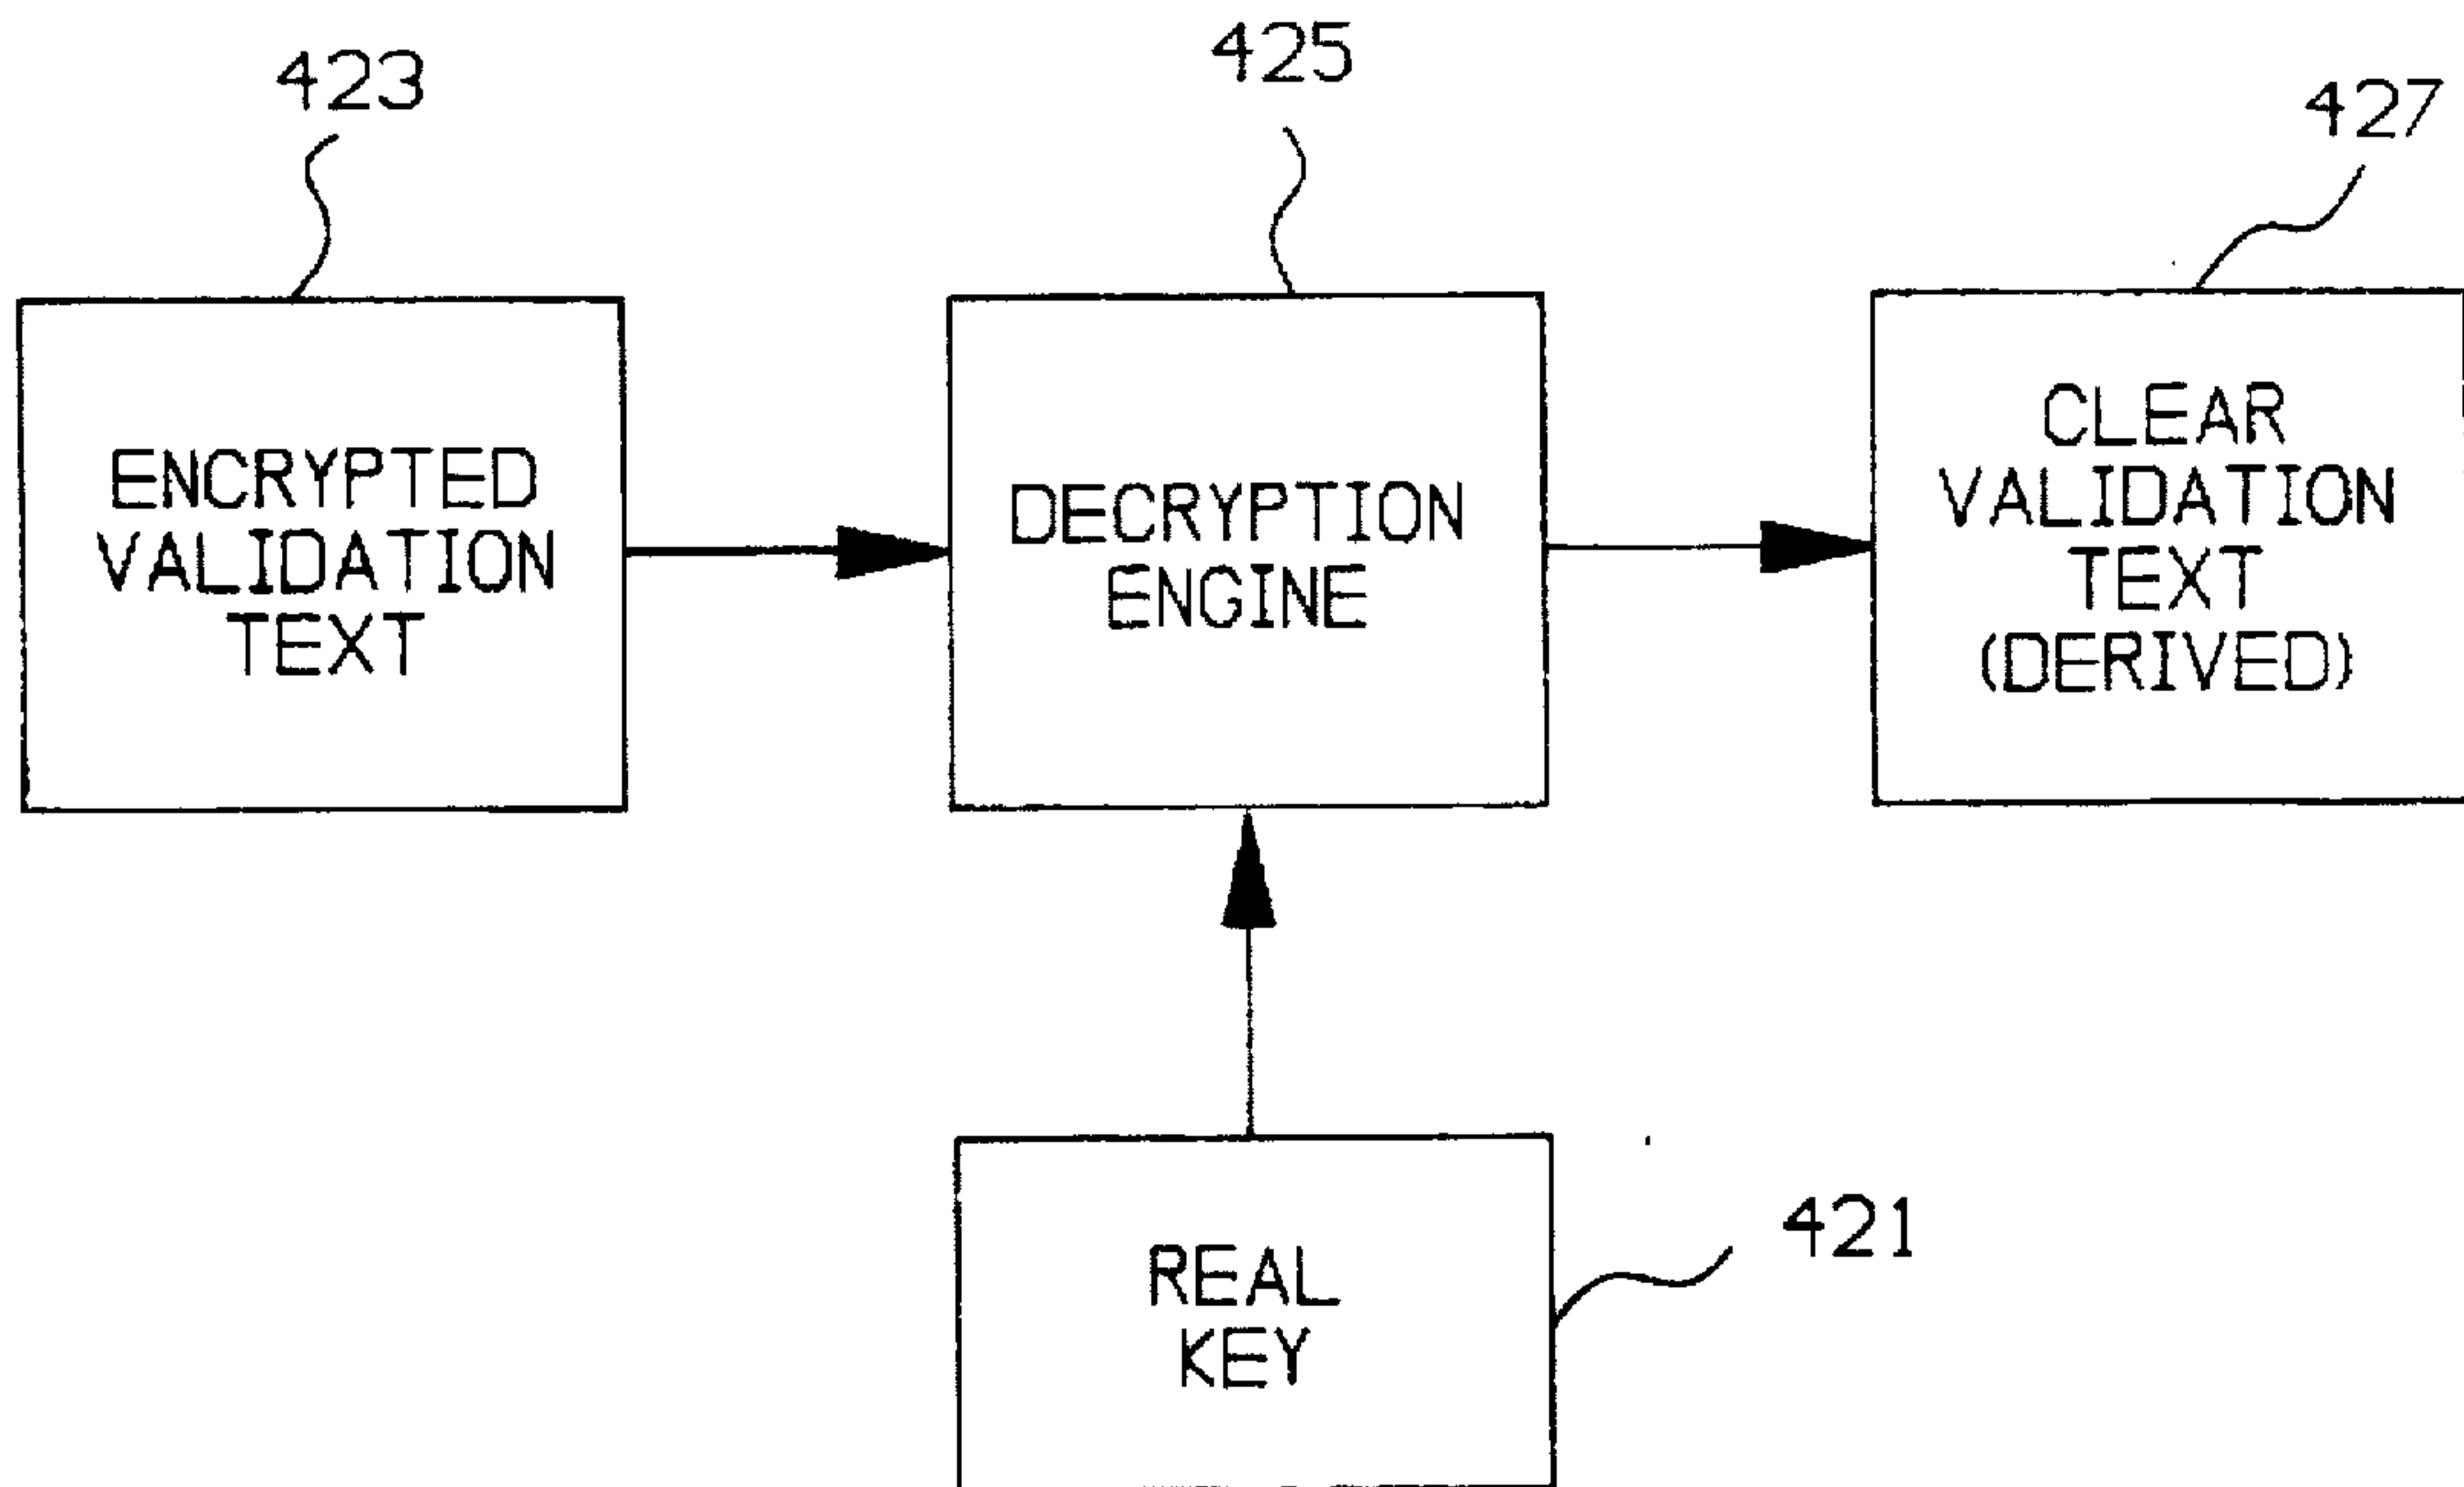 423
425
427
ENCRYPTED
VALIDATION
TEXT
DECRYPTION
ENGINE
CLEAR
VALIDATION
TEXT
(DERIVED)
REAL
KEY
421